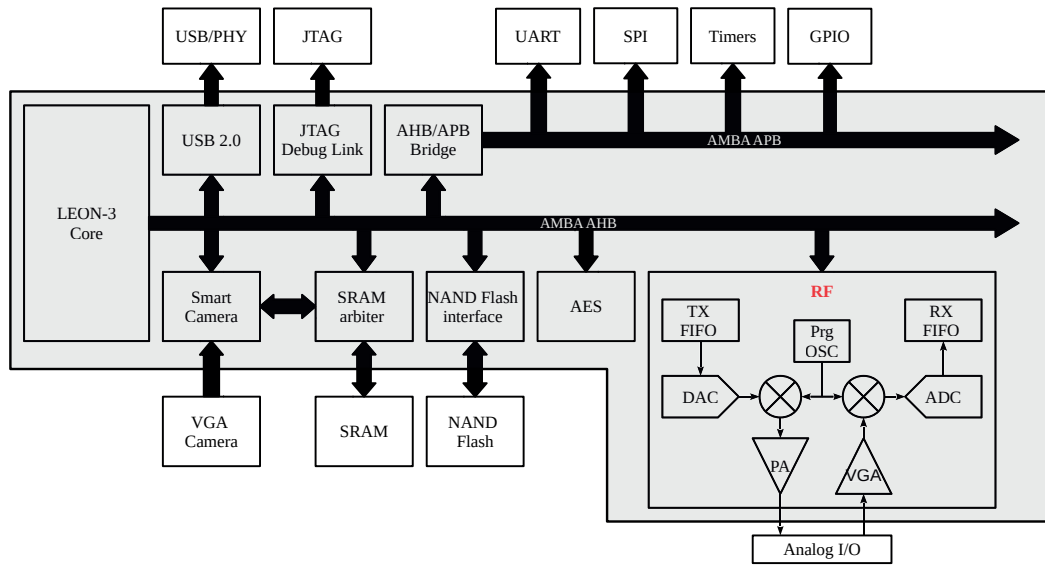 USB/PHY
JTAG
UART
SPI
Timers
GPIO
LEON-3
Core
USB 2.0
JTAG
Debug Link
AHB/APB
Bridge
AMBA APB
AMBA AHB
Smart
Camera
SRAM
arbiter
NAND Flash
interface
AES
RF
TX
FIFO
Prg
OSC
RX
FIFO
DAC
ADC
PA
VGA
VGA
Camera
SRAM
NAND
Flash
Analog I/O